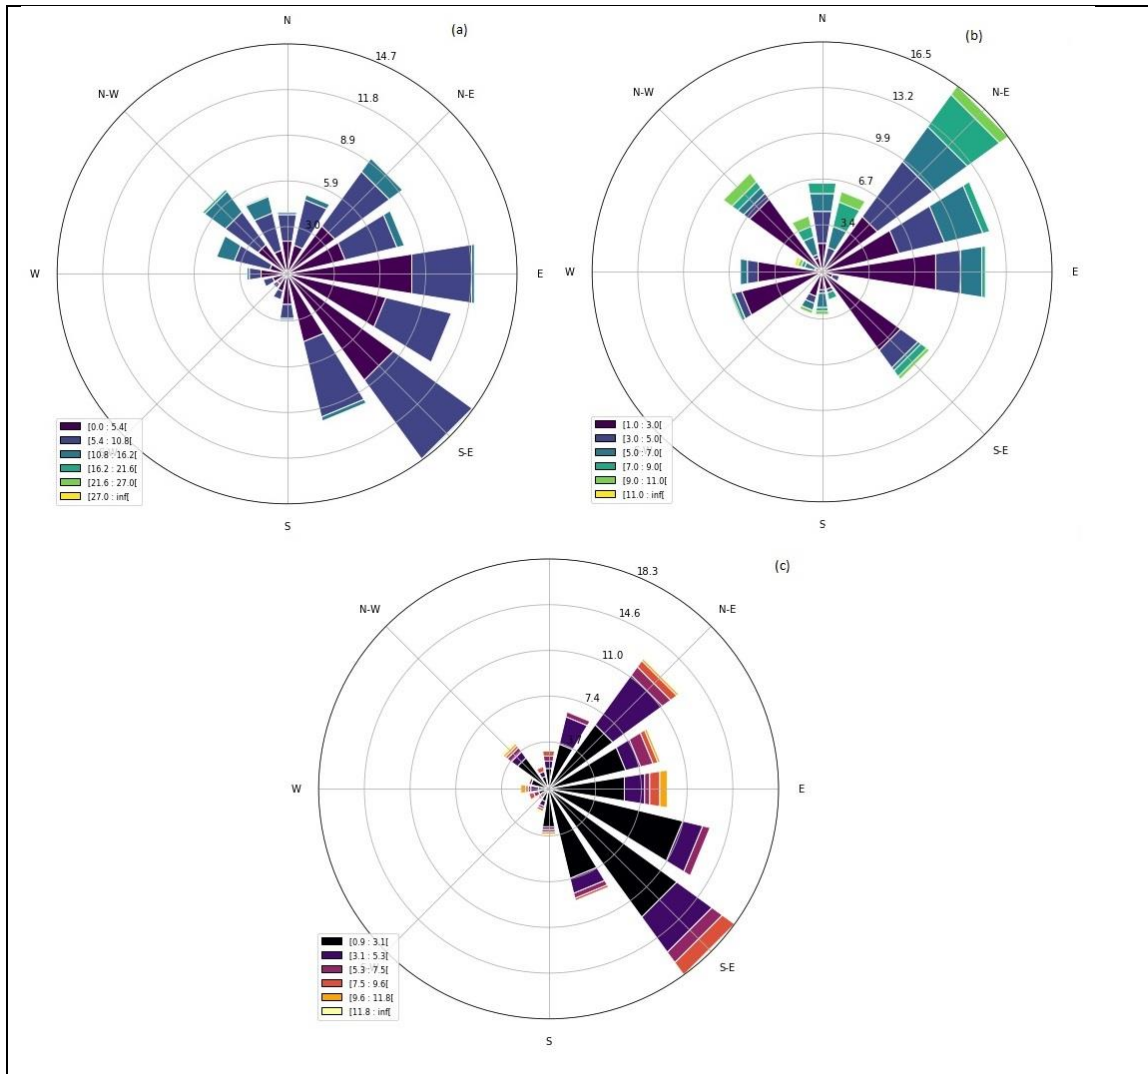 (a)
N
14.7
N-W
11.8
N-E
8.9
5.9
3.0
W
E
[0.0 : 5.4[
[5.4 : 10.8[
[10.8 : 16.2[
[16.2 : 21.6[
[21.6 : 27.0[
[27.0 : inf[
S-E
S
(b)
N
16.5
N-W
13.2
N-E
9.9
6.7
3.4
W
E
[1.0 : 3.0[
[3.0 : 5.0[
[5.0 : 7.0[
[7.0 : 9.0[
[9.0 : 11.0[
[11.0 : inf[
S-E
S
(c)
18.3
N-W
14.6
N-E
11.0
7.4
W
E
[0.9 : 3.1[
[3.1 : 5.3[
[5.3 : 7.5[
[7.5 : 9.6[
[9.6 : 11.8[
[11.8 : inf[
S-E
S